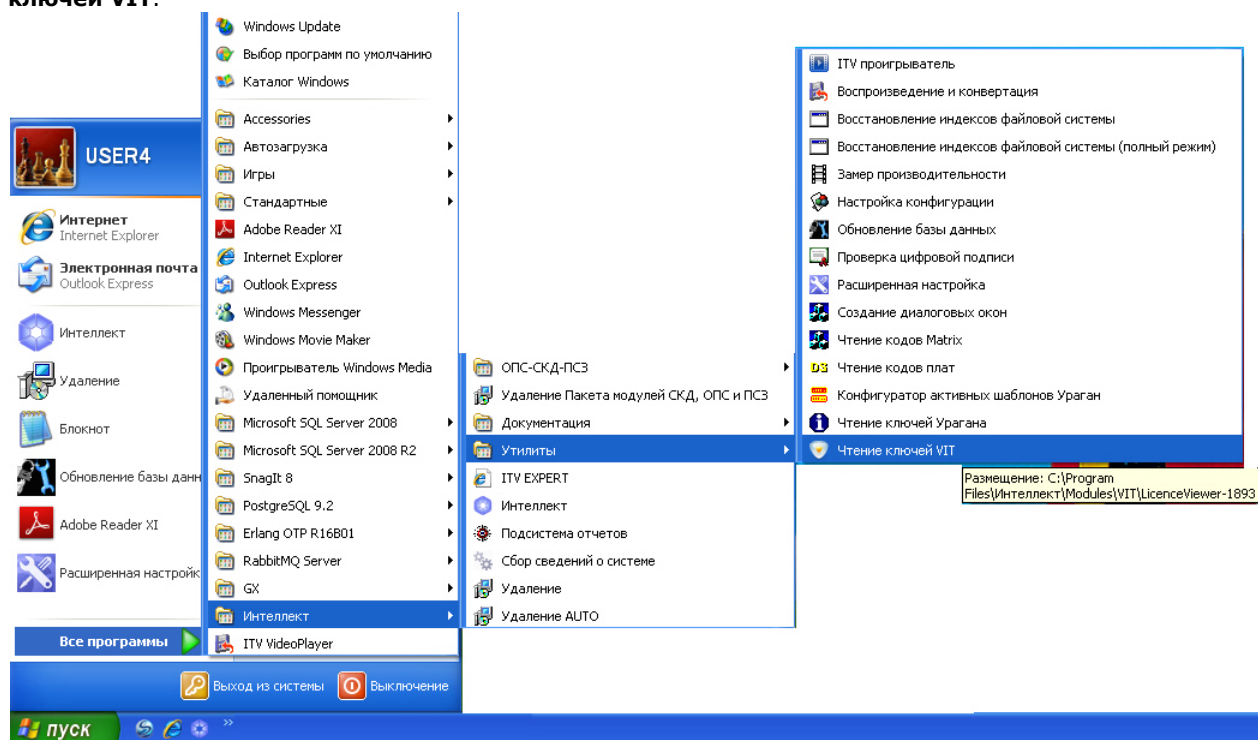 ключей VIT.
USER4
Интернет
Internet Explorer
Электронная почта
Outlook Express
Интеллект
Удаление
Блокнот
Обновление базы данн
Adobe Reader XI
Расширенная настройк
Все программы
Windows Update
Выбор программ по умолчанию
Каталог Windows
Accessories
Автозагрузка
Игры
Стандартные
Adobe Reader XI
Internet Explorer
Outlook Express
Windows Messenger
Windows Movie Maker
Проигрыватель Windows Media
Удаленный помощник
Microsoft SQL Server 2008
Microsoft SQL Server 2008 R2
SnagIt 8
PostgreSQL 9.2
Erlang OTP R16B01
RabbitMQ Server
GX
Интеллект
ITV VideoPlayer
ОПС-СКД-ПСЗ
Удаление Пакета модулей СКД, ОПС и ПСЗ
Документация
Утилиты
ITV EXPERT
Интеллект
Подсистема отчетов
Сбор сведений о системе
Удаление
Удаление AUTO
ITV проигрыватель
Воспроизведение и конвертация
Восстановление индексов файловой системы
Восстановление индексов файловой системы (полный режим)
Замер производительности
Настройка конфигурации
Обновление базы данных
Проверка цифровой подписи
Расширенная настройка
Создание диалоговых окон
Чтение кодов Matrix
Чтение кодов плат
Конфигуратор активных шаблонов Ураган
Чтение ключей Урагана
Чтение ключей VIT
Размещение: C:\Program
Files\Интеллект\Modules\VIT\LicenceViewer-1893
Выход из системы
Выключение
пуск